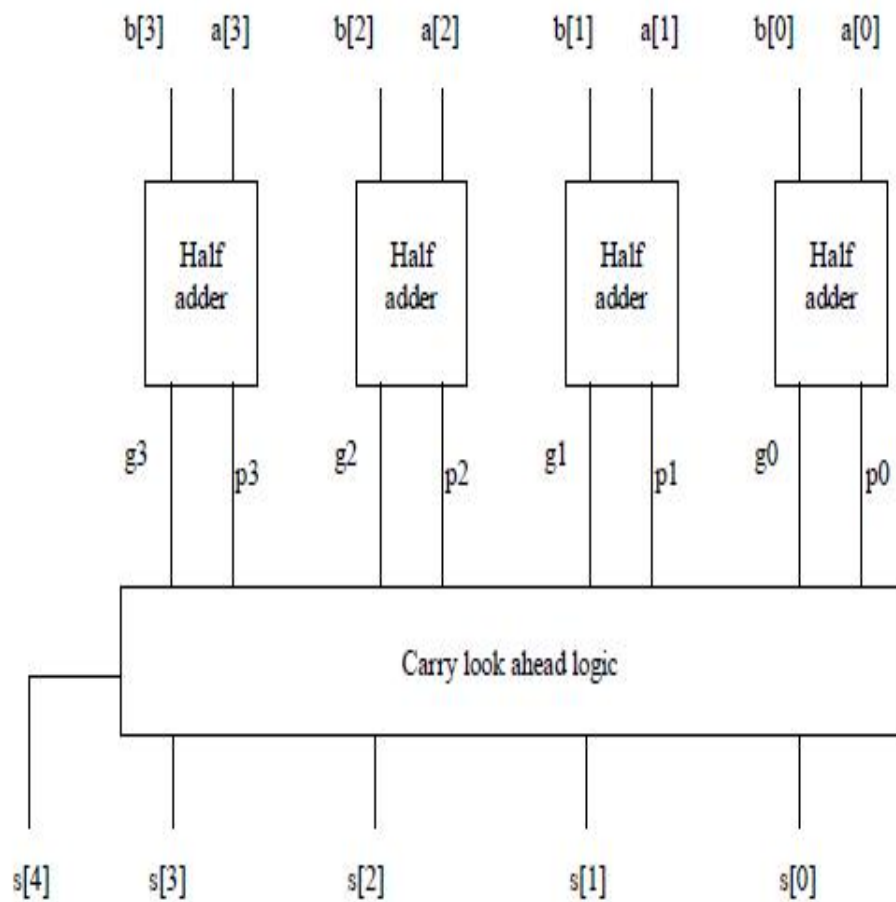 b[3] a[3] b[2] a[2] b[1] a[1] b[0] a[0]
Half adder
Half adder
Half adder
Half adder
g3 p3 g2 p2 g1 p1 g0 p0
Carry look ahead logic
s[4] s[3] s[2] s[1] s[0]